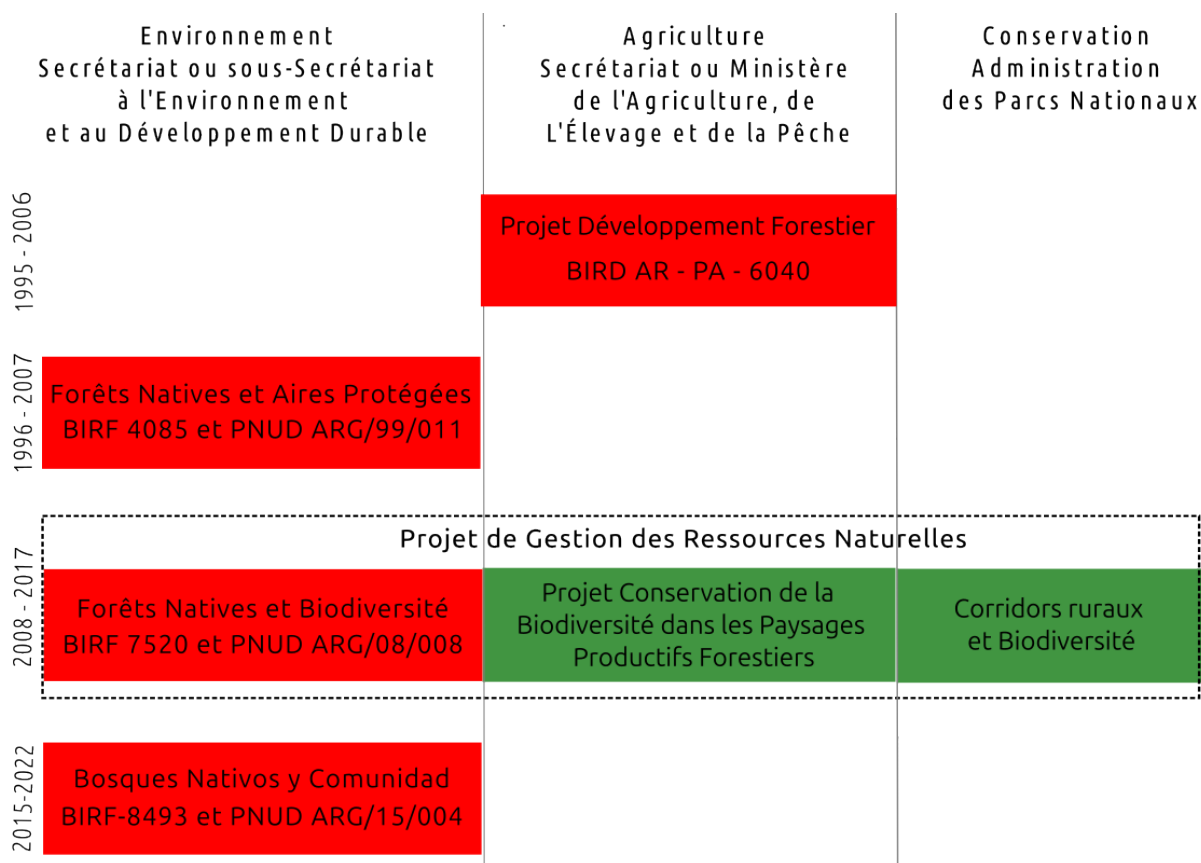 Environnement
Secrétariat ou sous-Secrétariat
à l'Environnement
et au Développement Durable
Agriculture
Secrétariat ou Ministère
de l'Agriculture, de
L'Élevage et de la Pêche
Conservation
Administration
des Parcs Nationaux
1995 - 2006
Projet Développement Forestier
BIRD AR - PA - 6040
1996 - 2007
Forêts Natives et Aires Protégées
BIRF 4085 et PNUD ARG/99/011
2008 - 2017
Projet de Gestion des Ressources Naturelles
Forêts Natives et Biodiversité
BIRF 7520 et PNUD ARG/08/008
Projet Conservation de la
Biodiversité dans les Paysages
Productifs Forestiers
Corridors ruraux
et Biodiversité
2015-2022
Bosques Nativos y Comunidad
BIRF-8493 et PNUD ARG/15/004